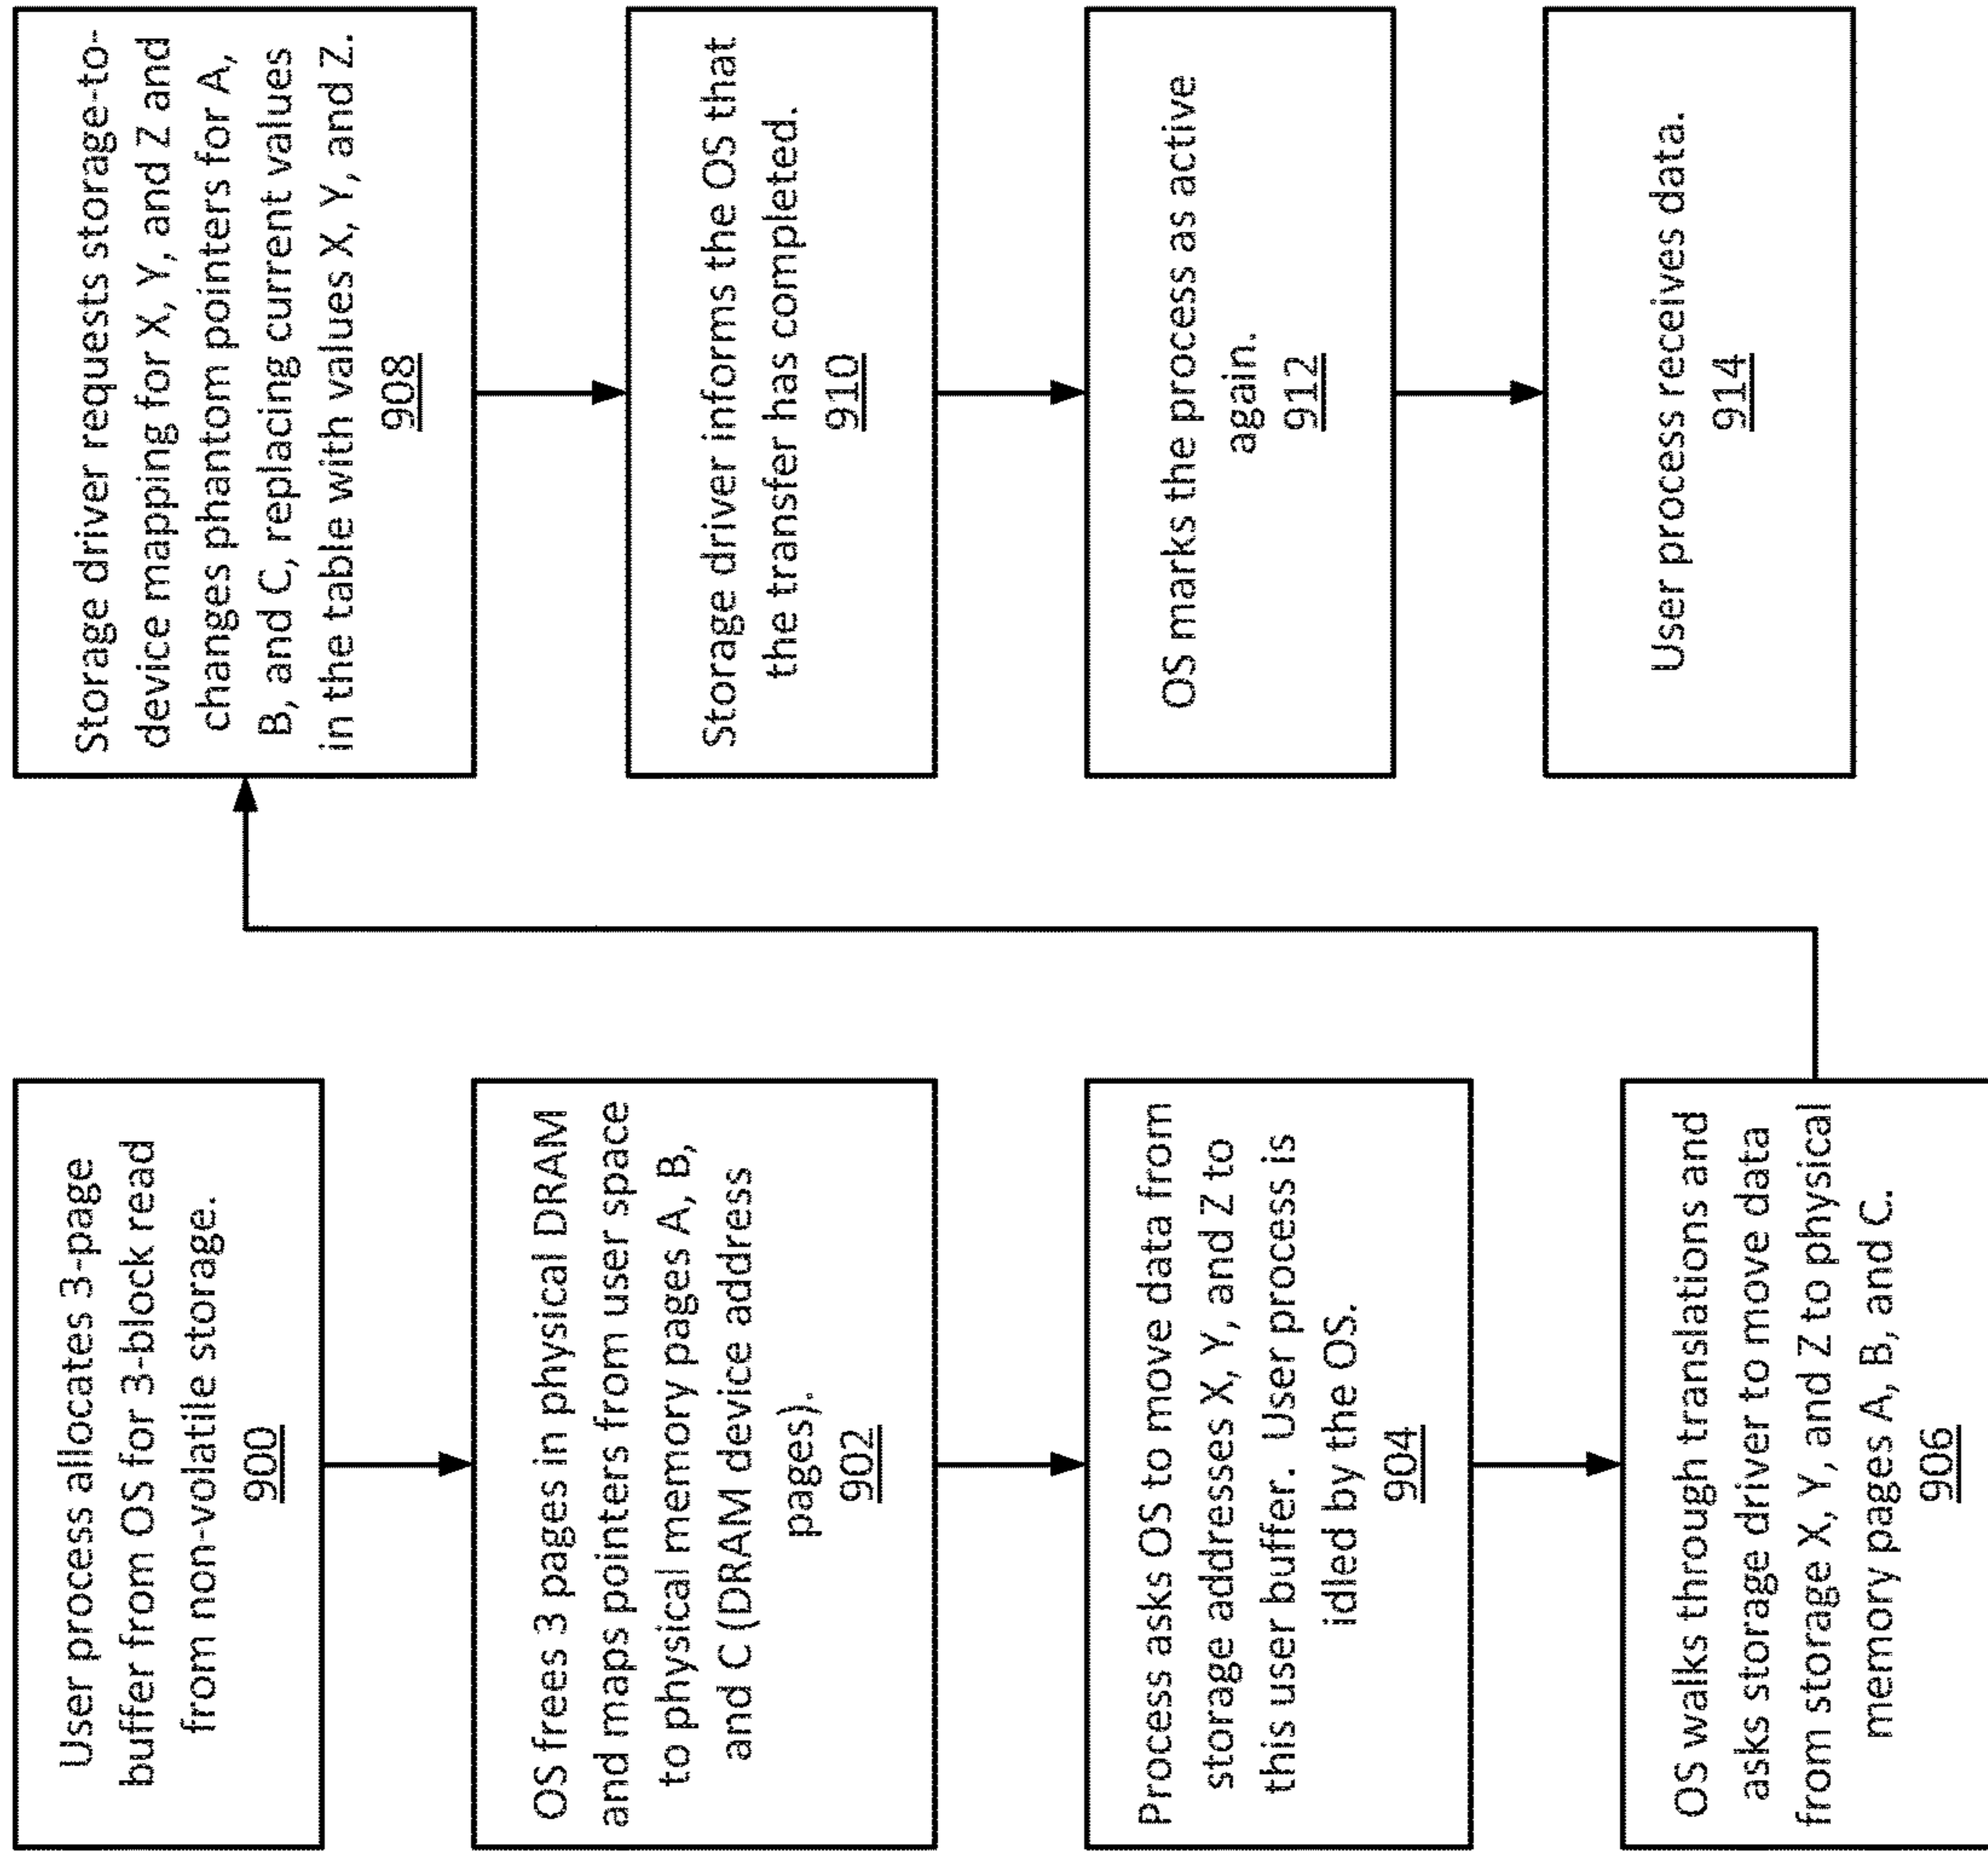 User process allocates 3-page
buffer from OS for 3-block read
from non-volatile storage.
900
OS frees 3 pages in physical DRAM
and maps pointers from user space
to physical memory pages A, B,
and C (DRAM device address
pages).
902
Process asks OS to move data from
storage addresses X, Y, and Z to
this user buffer. User process is
idled by the OS.
904
OS walks through translations and
asks storage driver to move data
from storage X, Y, and Z to physical
memory pages A, B, and C.
906
Storage driver requests storage-to-
device mapping for X, Y, and Z and
changes phantom pointers for A,
B, and C, replacing current values
in the table with values X, Y, and Z.
908
Storage driver informs the OS that
the transfer has completed.
910
OS marks the process as active
again.
912
User process receives data.
914